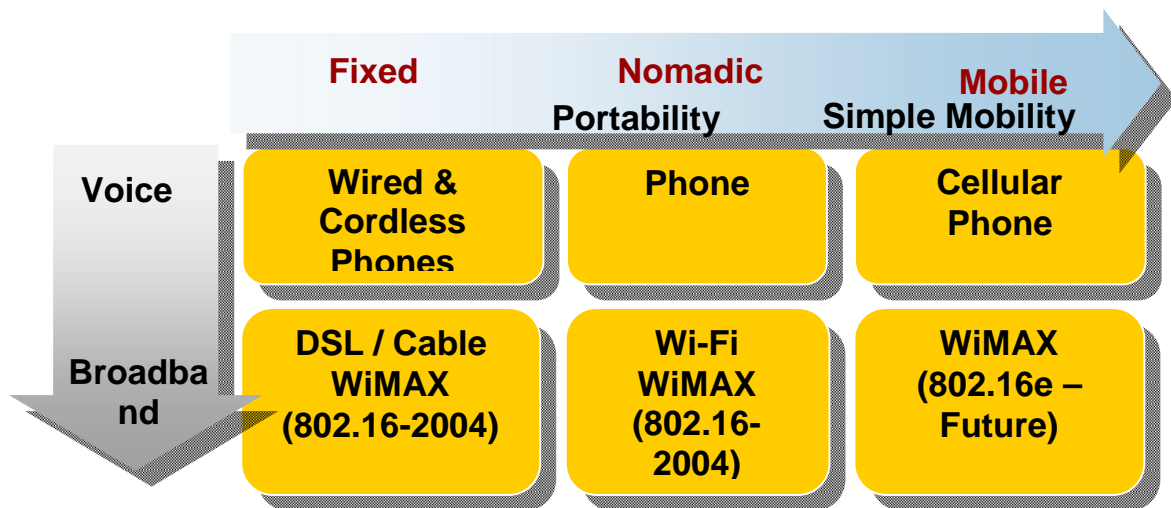 Fixed
Nomadic
Mobile
Portability
Simple Mobility
Voice
Wired &
Cordless
Phones
Phone
Cellular
Phone
Broadba
nd
DSL / Cable
WiMAX
(802.16-2004)
Wi-Fi
WiMAX
(802.16-
2004)
WiMAX
(802.16e –
Future)